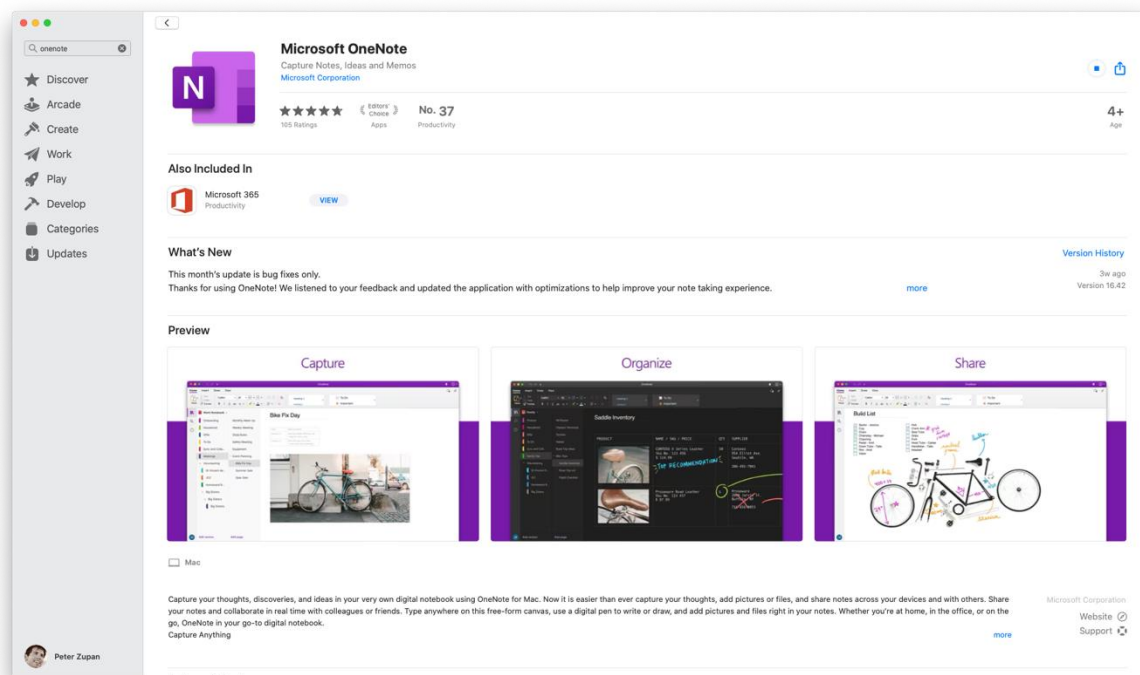 onenote
Discover
Arcade
Create
Work
Play
Develop
Categories
Updates
Peter Zupan
N
Microsoft OneNote
Capture Notes, Ideas and Memos
Microsoft Corporation
105 Ratings
Editors' Choice
Apps
No. 37
Productivity
4+
Age
Also Included In
Microsoft 365
Productivity
VIEW
What's New
Version History
This month's update is bug fixes only.
Thanks for using OneNote! We listened to your feedback and updated the application with optimizations to help improve your note taking experience.
more
3w ago
Version 16.42
Preview
Capture
Bike Fix Day
Organize
Saddle Inventory
TOP RECOMMENDATION!
Share
Build List
Mac
Capture your thoughts, discoveries, and ideas in your very own digital notebook using OneNote for Mac. Now it is easier than ever capture your thoughts, add pictures or files, and share notes across your devices and with others. Share
your notes and collaborate in real time with colleagues or friends. Type anywhere on this free-form canvas, use a digital pen to write or draw, and add pictures and files right in your notes. Whether you're at home, in the office, or on the
go, OneNote in your go-to digital notebook.
Capture Anything
more
Microsoft Corporation
Website
Support